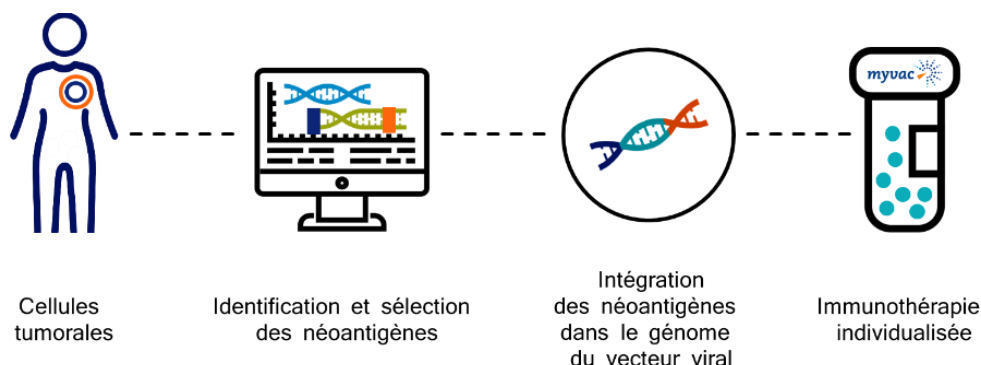 myvac
Cellules
tumorales
Identification et sélection
des néoantigènes
Intégration
des néoantigènes
dans le génome
du vecteur viral
Immunothérapie
individualisée